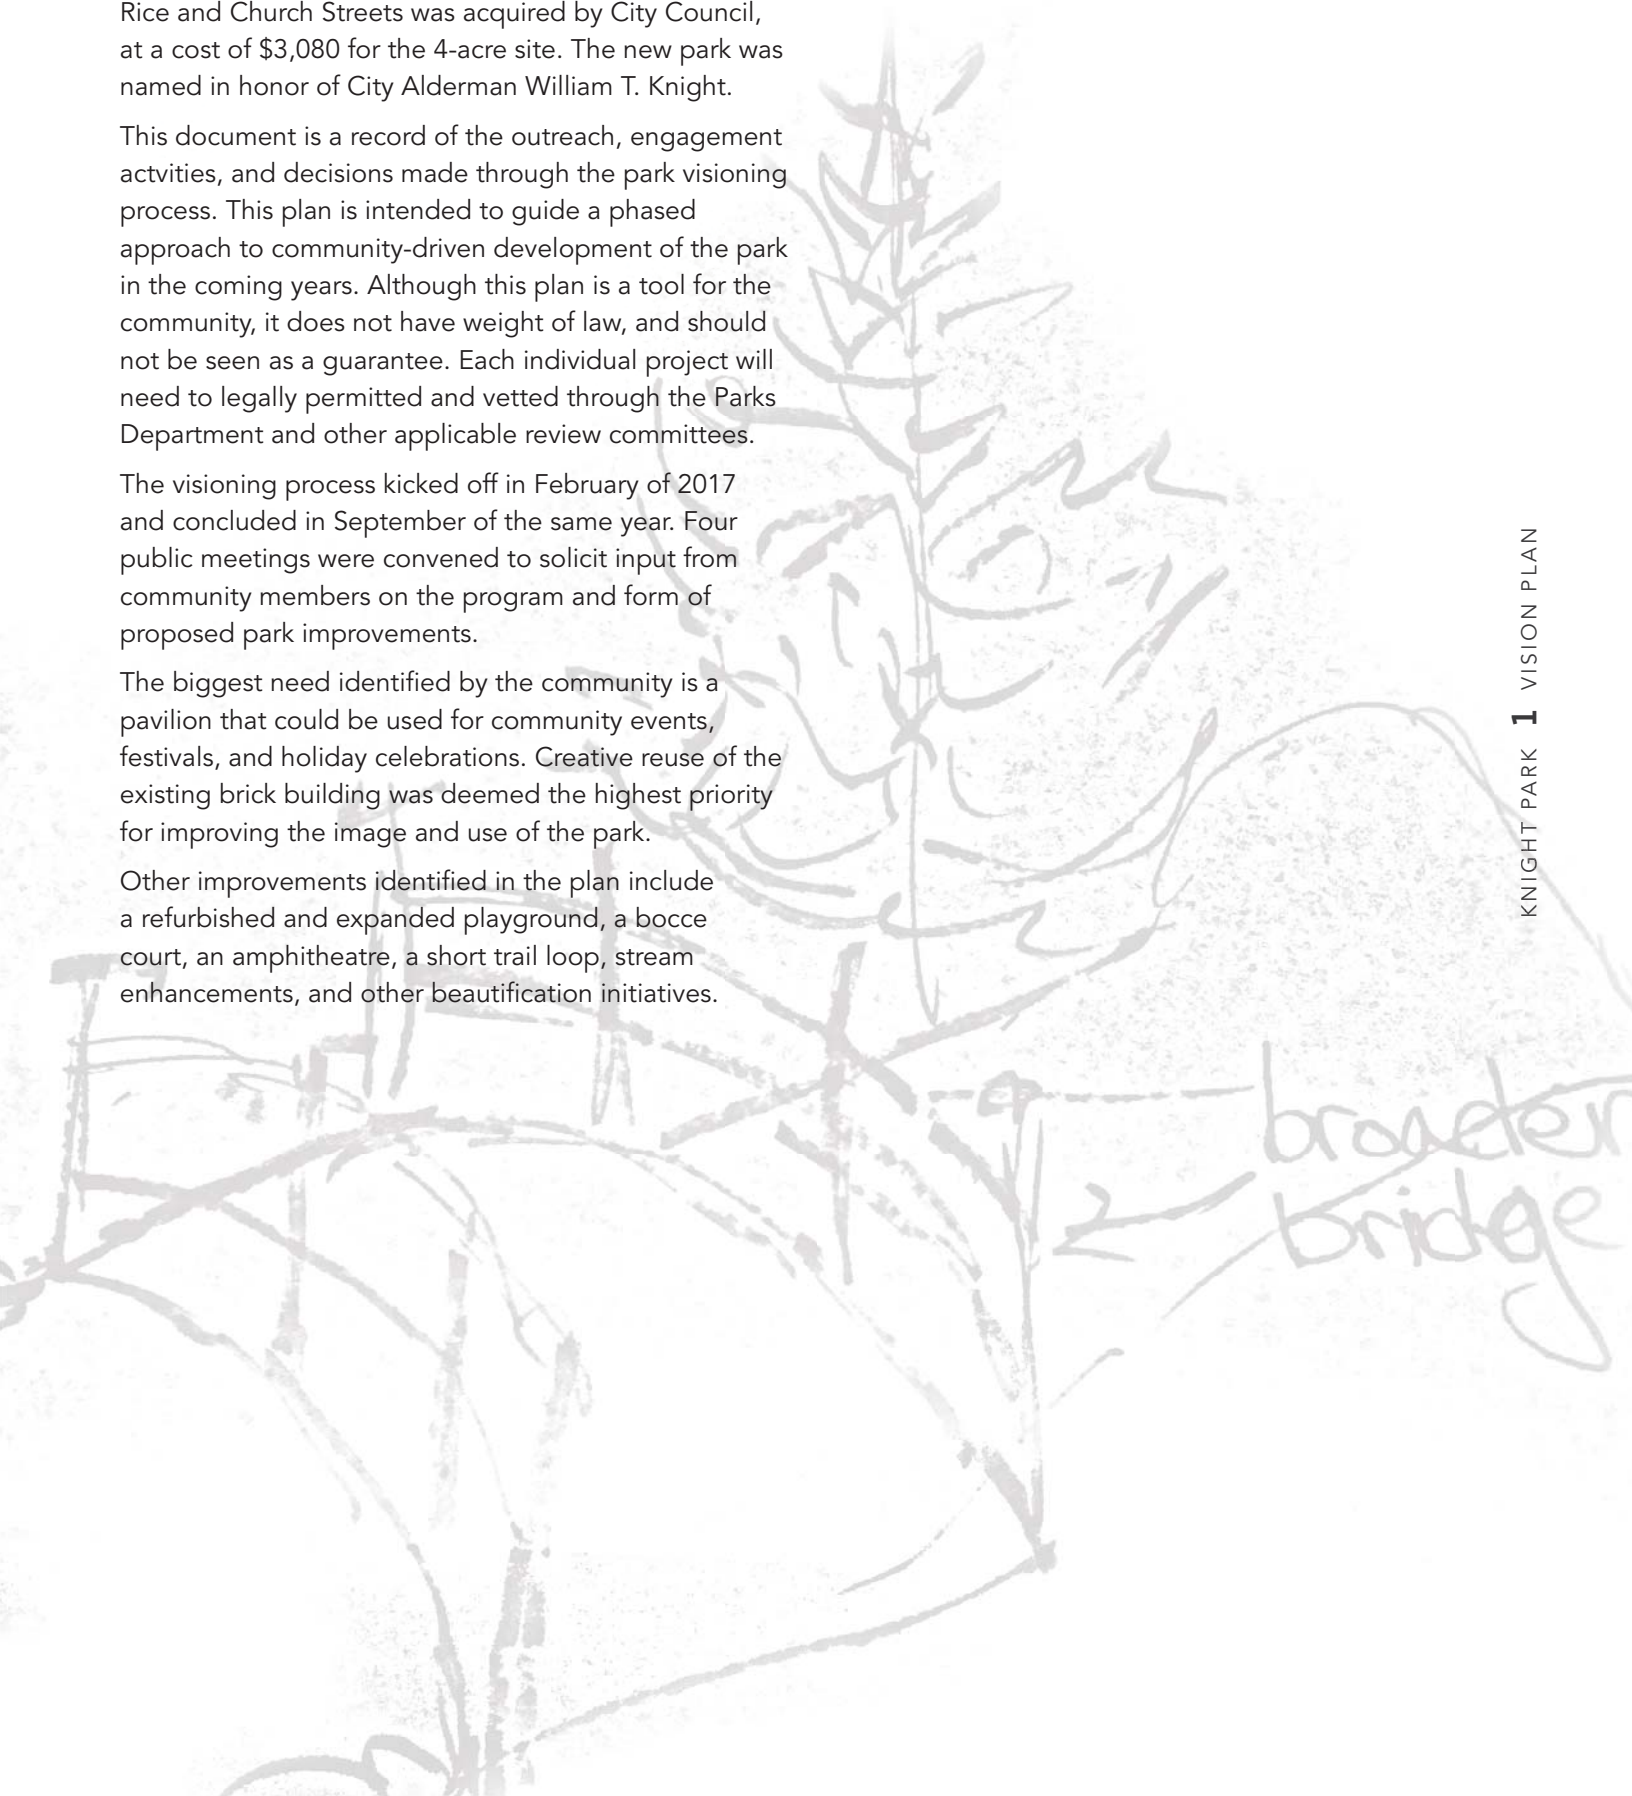 Rice and Church Streets was acquired by City Council,
at a cost of $3,080 for the 4-acre site. The new park was
named in honor of City Alderman William T. Knight.
This document is a record of the outreach, engagement
actvities, and decisions made through the park visioning
process. This plan is intended to guide a phased
approach to community-driven development of the park
in the coming years. Although this plan is a tool for the
community, it does not have weight of law, and should
not be seen as a guarantee. Each individual project will
need to legally permitted and vetted through the Parks
Department and other applicable review committees.
The visioning process kicked off in February of 2017
and concluded in September of the same year. Four
public meetings were convened to solicit input from
community members on the program and form of
proposed park improvements.
The biggest need identified by the community is a
pavilion that could be used for community events,
festivals, and holiday celebrations. Creative reuse of the
existing brick building was deemed the highest priority
for improving the image and use of the park.
Other improvements identified in the plan include
a refurbished and expanded playground, a bocce
court, an amphitheatre, a short trail loop, stream
enhancements, and other beautification initiatives.
KNIGHT PARK 1 VISION PLAN
broader
bridge